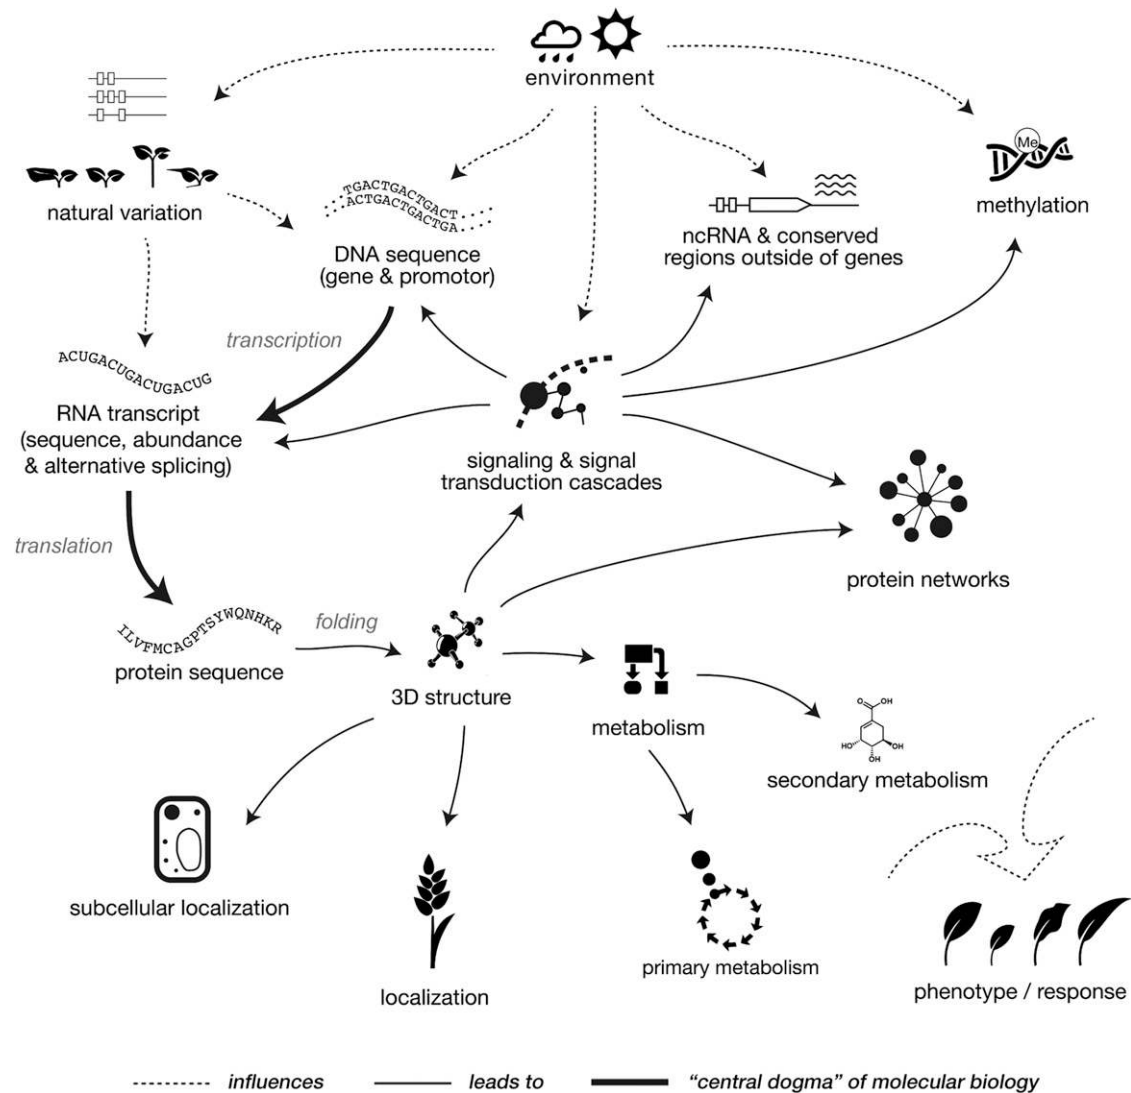 environment
Me
natural variation
methylation
TGACTGACTGACT
ACTGACTGACTGA
DNA sequence
(gene & promotor)
ncRNA & conserved
regions outside of genes
transcription
ACUGACUGACUGACUG
RNA transcript
(sequence, abundance
& alternative splicing)
signaling & signal
transduction cascades
translation
protein networks
ILVFMCAGPTSYWQNHKR
protein sequence
folding
3D structure
metabolism
O
OH
HO
OH
OH
secondary metabolism
subcellular localization
localization
primary metabolism
phenotype / response
influences
leads to
“central dogma” of molecular biology